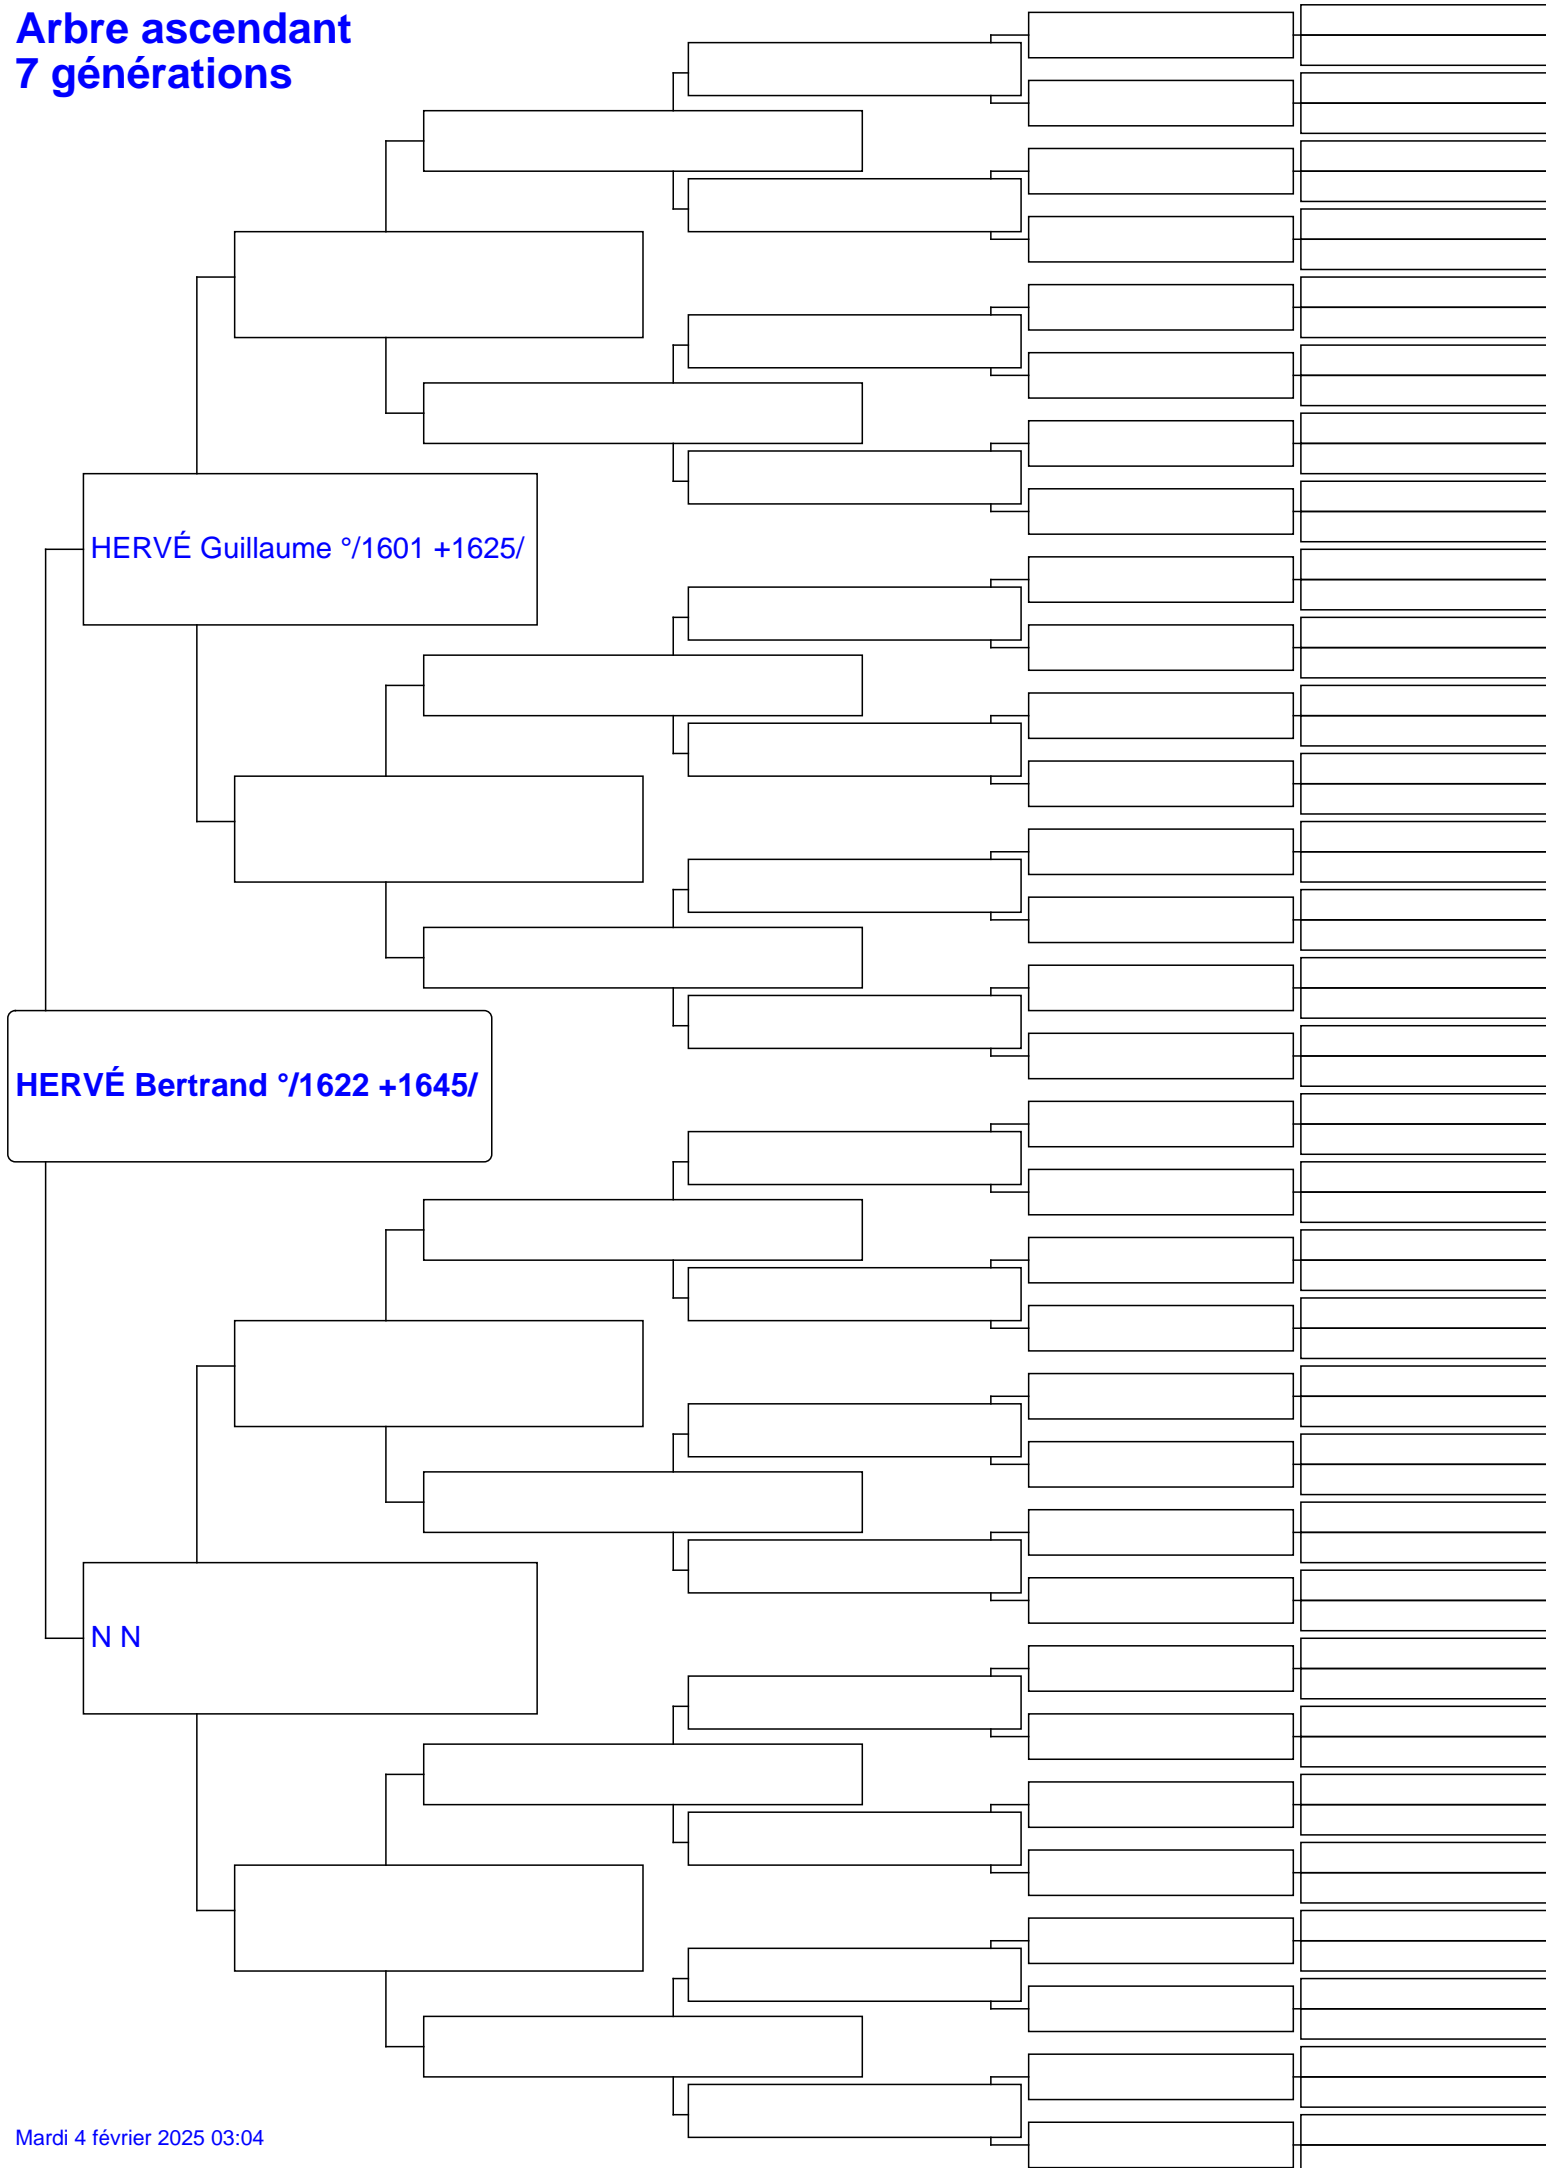 Arbre ascendant
7 générations
HERVÉ Guillaume °/1601 +1625/
HERVÉ Bertrand °/1622 +1645/
N N
Mardi 4 février 2025 03:04